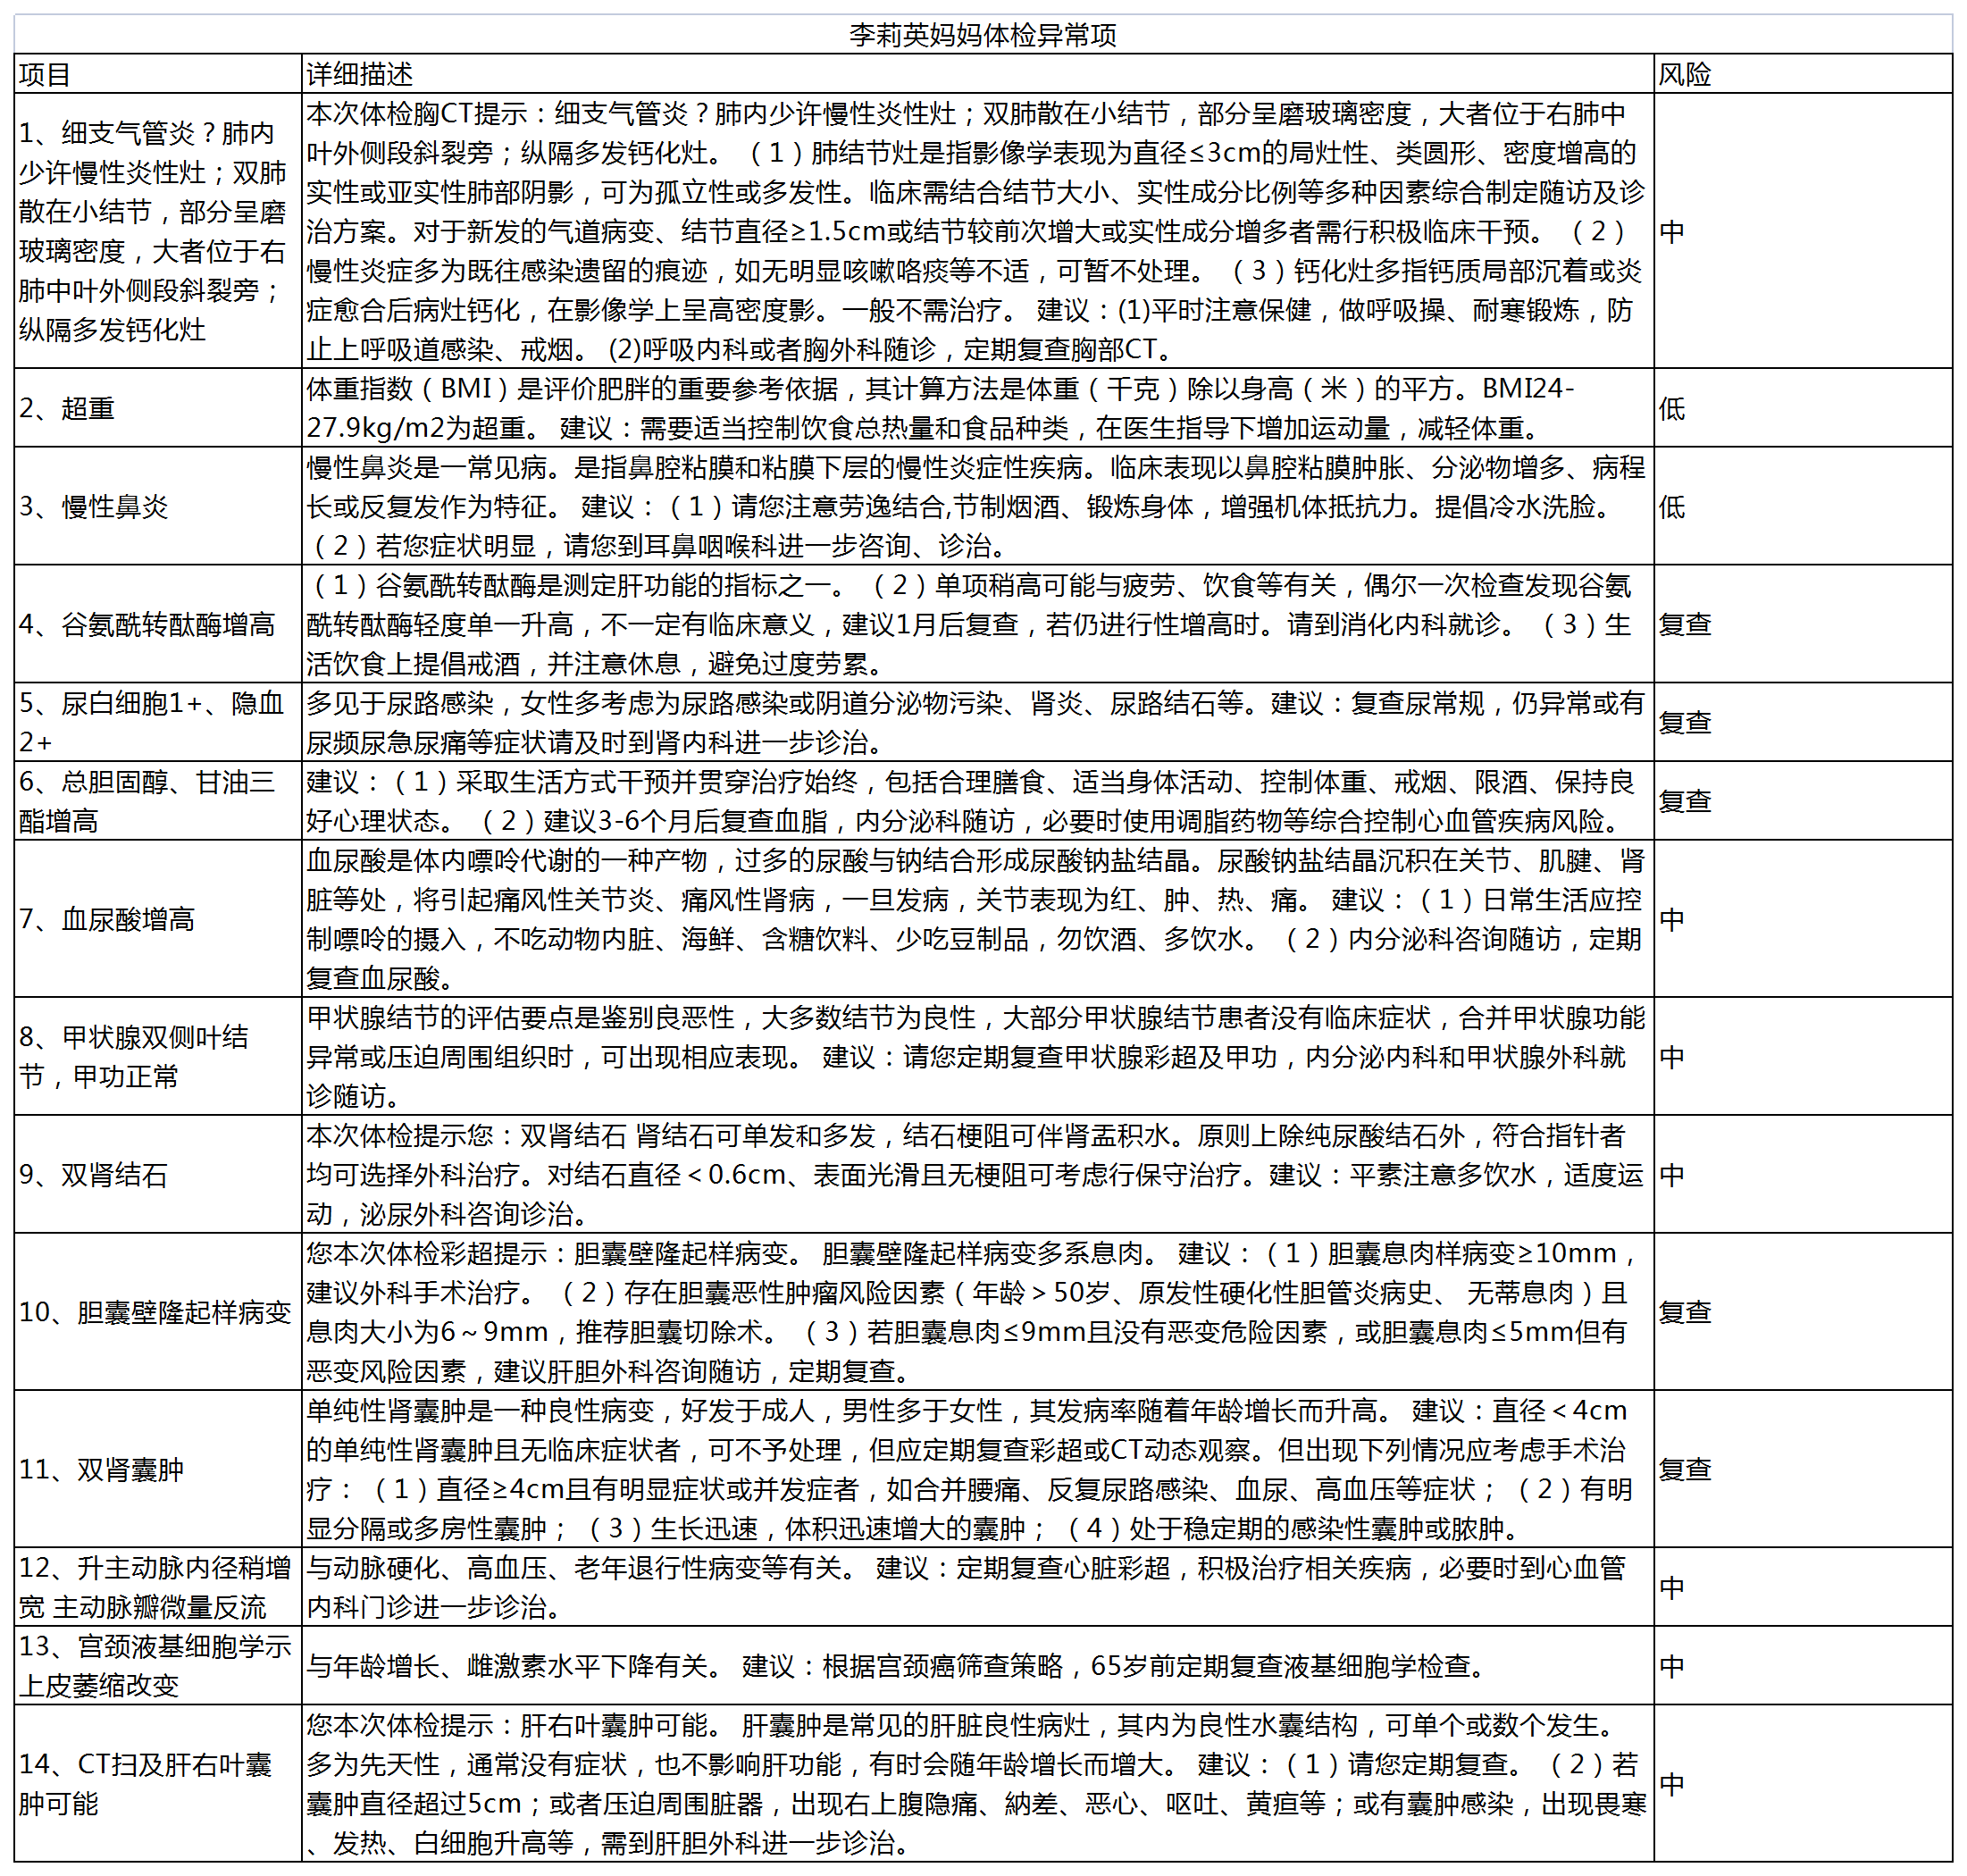 李莉英妈妈体检异常项
项目
详细描述
风险
1、细支气管炎？肺内
少许慢性炎性灶；双肺
散在小结节，部分呈磨
玻璃密度，大者位于右
肺中叶外侧段斜裂旁；
纵隔多发钙化灶
本次体检胸CT提示：细支气管炎？肺内少许慢性炎性灶；双肺散在小结节，部分呈磨玻璃密度，大者位于右肺中
叶外侧段斜裂旁；纵隔多发钙化灶。 （1）肺结节灶是指影像学表现为直径≤3cm的局灶性、类圆形、密度增高的
实性或亚实性肺部阴影，可为孤立性或多发性。临床需结合结节大小、实性成分比例等多种因素综合制定随访及诊
治方案。对于新发的气道病变、结节直径≥1.5cm或结节较前次增大或实性成分增多者需行积极临床干预。 （2）
慢性炎症多为既往感染遗留的痕迹，如无明显咳嗽咯痰等不适，可暂不处理。 （3）钙化灶多指钙质局部沉着或炎
症愈合后病灶钙化，在影像学上呈高密度影。一般不需治疗。 建议：(1)平时注意保健，做呼吸操、耐寒锻炼，防
止上呼吸道感染、戒烟。 (2)呼吸内科或者胸外科随诊，定期复查胸部CT。
中
2、超重
体重指数（BMI）是评价肥胖的重要参考依据，其计算方法是体重（千克）除以身高（米）的平方。BMI24-
27.9kg/m2为超重。 建议：需要适当控制饮食总热量和食品种类，在医生指导下增加运动量，减轻体重。
低
3、慢性鼻炎
慢性鼻炎是一常见病。是指鼻腔粘膜和粘膜下层的慢性炎症性疾病。临床表现以鼻腔粘膜肿胀、分泌物增多、病程
长或反复发作为特征。 建议：（1）请您注意劳逸结合,节制烟酒、锻炼身体，增强机体抵抗力。提倡冷水洗脸。
（2）若您症状明显，请您到耳鼻咽喉科进一步咨询、诊治。
低
4、谷氨酰转酞酶增高
（1）谷氨酰转酞酶是测定肝功能的指标之一。 （2）单项稍高可能与疲劳、饮食等有关，偶尔一次检查发现谷氨
酰转酞酶轻度单一升高，不一定有临床意义，建议1月后复查，若仍进行性增高时。请到消化内科就诊。 （3）生
活饮食上提倡戒酒，并注意休息，避免过度劳累。
复查
5、尿白细胞1+、隐血
2+
多见于尿路感染，女性多考虑为尿路感染或阴道分泌物污染、肾炎、尿路结石等。建议：复查尿常规，仍异常或有
尿频尿急尿痛等症状请及时到肾内科进一步诊治。
复查
6、总胆固醇、甘油三
酯增高
建议：（1）采取生活方式干预并贯穿治疗始终，包括合理膳食、适当身体活动、控制体重、戒烟、限酒、保持良
好心理状态。 （2）建议3-6个月后复查血脂，内分泌科随访，必要时使用调脂药物等综合控制心血管疾病风险。
复查
7、血尿酸增高
血尿酸是体内嘌呤代谢的一种产物，过多的尿酸与钠结合形成尿酸钠盐结晶。尿酸钠盐结晶沉积在关节、肌腱、肾
脏等处，将引起痛风性关节炎、痛风性肾病，一旦发病，关节表现为红、肿、热、痛。 建议：（1）日常生活应控
制嘌呤的摄入，不吃动物内脏、海鲜、含糖饮料、少吃豆制品，勿饮酒、多饮水。 （2）内分泌科咨询随访，定期
复查血尿酸。
中
8、甲状腺双侧叶结
节，甲功正常
甲状腺结节的评估要点是鉴别良恶性，大多数结节为良性，大部分甲状腺结节患者没有临床症状，合并甲状腺功能
异常或压迫周围组织时，可出现相应表现。 建议：请您定期复查甲状腺彩超及甲功，内分泌内科和甲状腺外科就
诊随访。
中
9、双肾结石
本次体检提示您：双肾结石 肾结石可单发和多发，结石梗阻可伴肾盂积水。原则上除纯尿酸结石外，符合指针者
均可选择外科治疗。对结石直径＜0.6cm、表面光滑且无梗阻可考虑行保守治疗。建议：平素注意多饮水，适度运
动，泌尿外科咨询诊治。
中
10、胆囊壁隆起样病变
您本次体检彩超提示：胆囊壁隆起样病变。 胆囊壁隆起样病变多系息肉。 建议：（1）胆囊息肉样病变≥10mm，
建议外科手术治疗。 （2）存在胆囊恶性肿瘤风险因素（年龄＞50岁、原发性硬化性胆管炎病史、 无蒂息肉）且
息肉大小为6～9mm，推荐胆囊切除术。 （3）若胆囊息肉≤9mm且没有恶变危险因素，或胆囊息肉≤5mm但有
恶变风险因素，建议肝胆外科咨询随访，定期复查。
复查
11、双肾囊肿
单纯性肾囊肿是一种良性病变，好发于成人，男性多于女性，其发病率随着年龄增长而升高。 建议：直径＜4cm
的单纯性肾囊肿且无临床症状者，可不予处理，但应定期复查彩超或CT动态观察。但出现下列情况应考虑手术治
疗： （1）直径≥4cm且有明显症状或并发症者，如合并腰痛、反复尿路感染、血尿、高血压等症状； （2）有明
显分隔或多房性囊肿； （3）生长迅速，体积迅速增大的囊肿； （4）处于稳定期的感染性囊肿或脓肿。
复查
12、升主动脉内径稍增
宽 主动脉瓣微量反流
与动脉硬化、高血压、老年退行性病变等有关。 建议：定期复查心脏彩超，积极治疗相关疾病，必要时到心血管
内科门诊进一步诊治。
中
13、宫颈液基细胞学示
上皮萎缩改变
与年龄增长、雌激素水平下降有关。 建议：根据宫颈癌筛查策略，65岁前定期复查液基细胞学检查。
中
14、CT扫及肝右叶囊
肿可能
您本次体检提示：肝右叶囊肿可能。 肝囊肿是常见的肝脏良性病灶，其内为良性水囊结构，可单个或数个发生。
多为先天性，通常没有症状，也不影响肝功能，有时会随年龄增长而增大。 建议：（1）请您定期复查。 （2）若
囊肿直径超过5cm；或者压迫周围脏器，出现右上腹隐痛、納差、恶心、呕吐、黄疸等；或有囊肿感染，出现畏寒
、发热、白细胞升高等，需到肝胆外科进一步诊治。
中